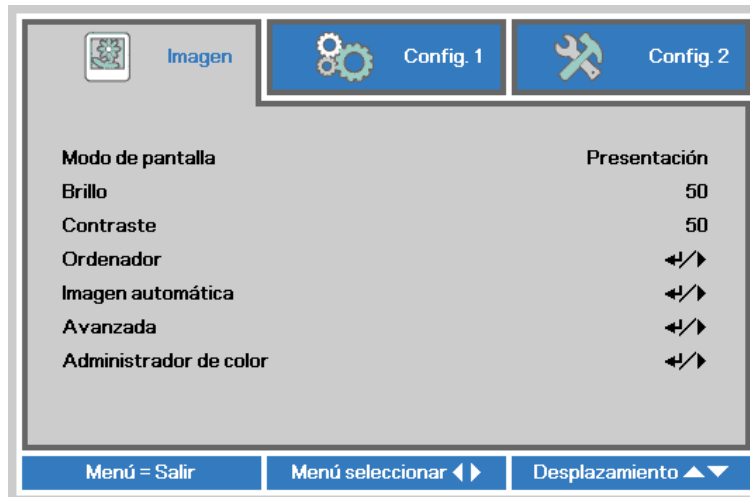 Imagen Config. 1 Config. 2
Modo de pantalla Presentación
Brillo 50
Contraste 50
Ordenador
Imagen automática
Avanzada
Administrador de color
Menú = Salir Menú seleccionar Desplazamiento